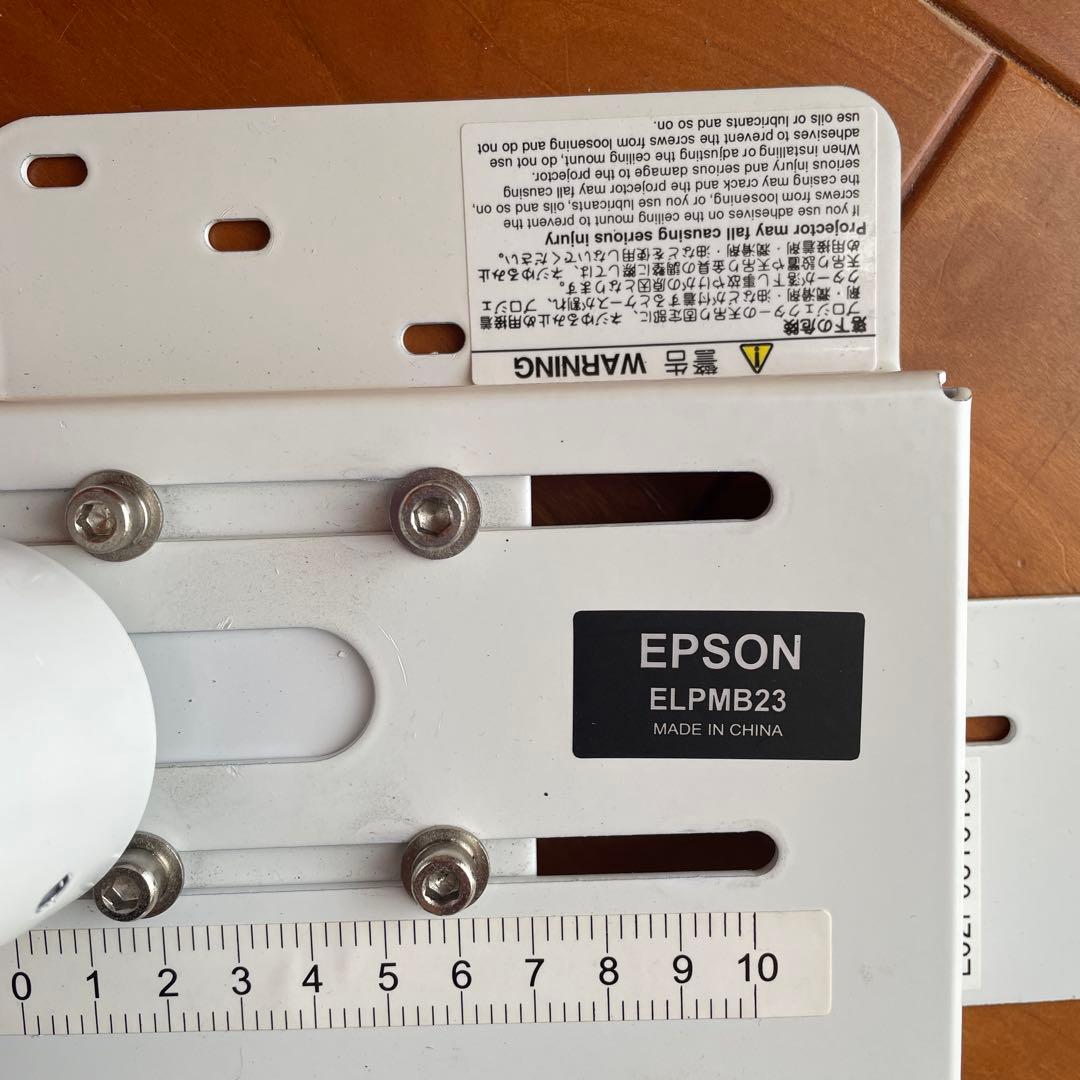 ⚠ 警告 WARNING
落下の危険
プロジェクターの天吊り固定部に、ネジゆるみ止め用接着
剤・潤滑剤・油などが付着するとケースが割れ、プロジェ
クターが落下し事故やけがの原因となります。
天吊り設置や天吊り金具の調整に際しては、ネジゆるみ止
め用接着剤・潤滑剤・油などを使用しないでください。
Projector may fall causing serious injury
If you use adhesives on the ceiling mount to prevent the
screws from loosening, or you use lubricants, oils and so on,
the casing may crack and the projector may fall causing
serious injury and serious damage to the projector.
When installing or adjusting the ceiling mount, do not use
adhesives to prevent the screws from loosening and do not
use oils or lubricants and so on.
EPSON
ELPMB23
MADE IN CHINA
0 1 2 3 4 5 6 7 8 9 10